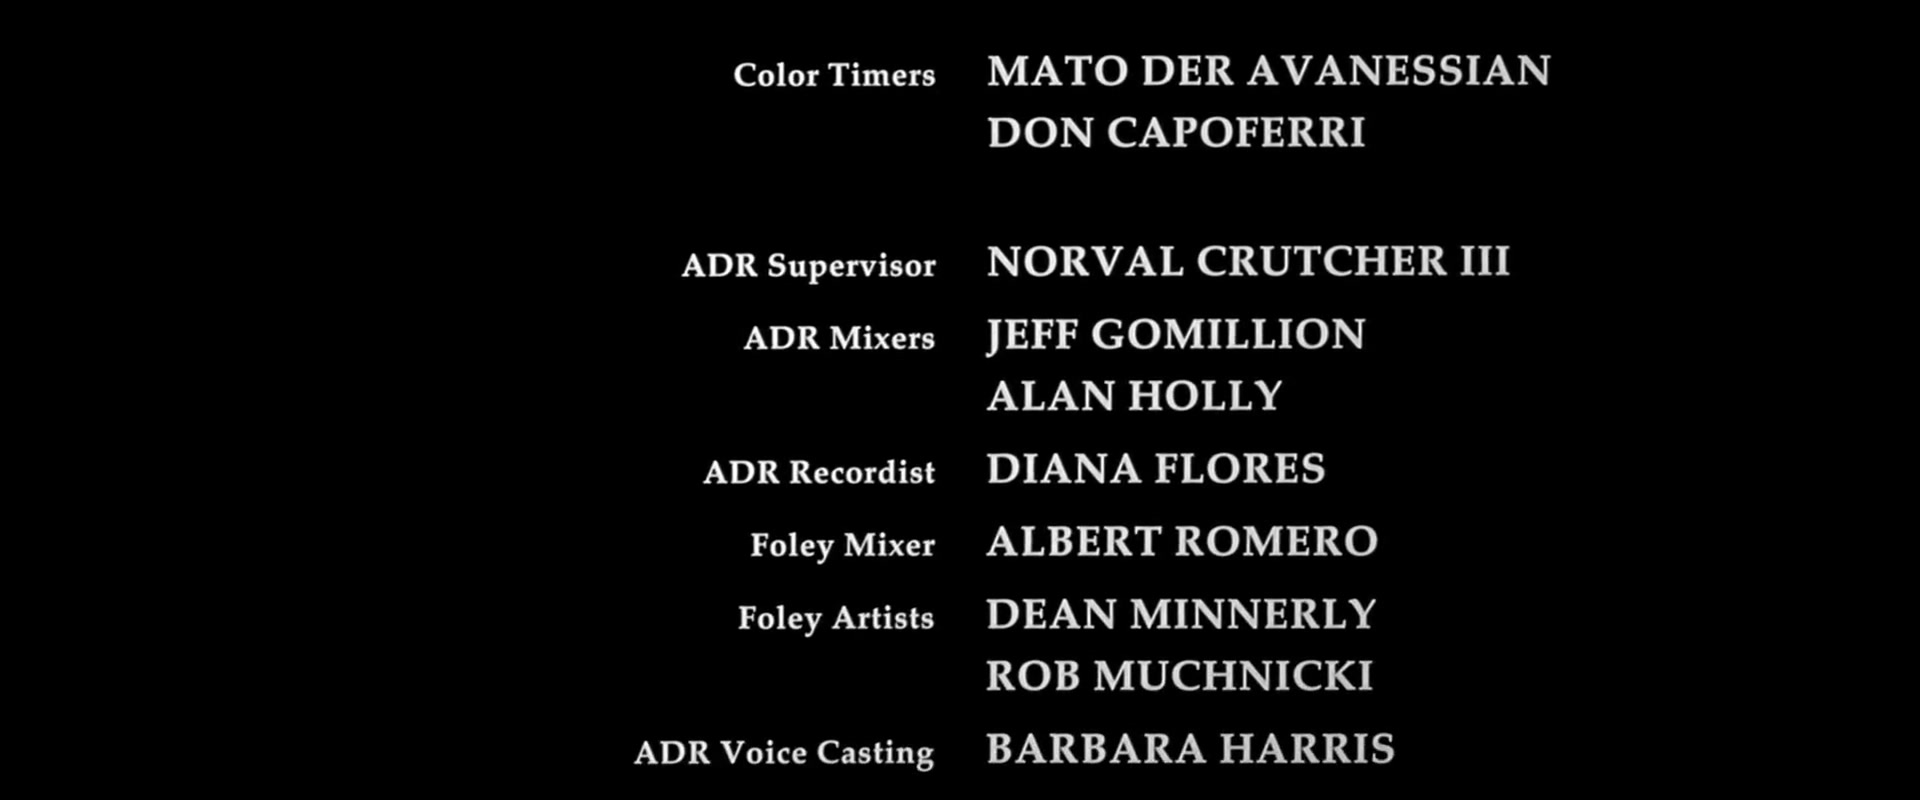 Color Timers MATO DER AVANESSIAN
DON CAPOFERRI
ADR Supervisor NORVAL CRUTCHER III
ADR Mixers JEFF GOMILLION
ALAN HOLLY
ADR Recordist DIANA FLORES
Foley Mixer ALBERT ROMERO
Foley Artists DEAN MINNERLY
ROB MUCHNICKI
ADR Voice Casting BARBARA HARRIS